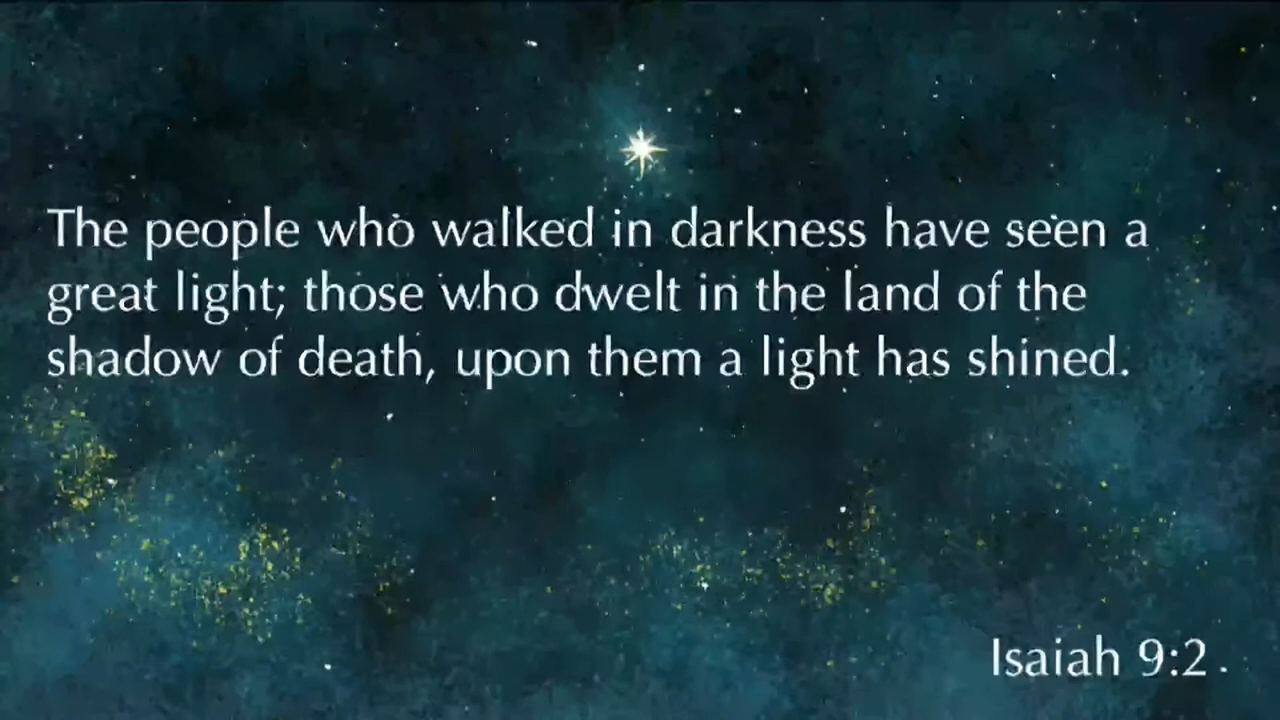 The people who walked in darkness have seen a
great light; those who dwelt in the land of the
shadow of death, upon them a light has shined.
Isaiah 9:2